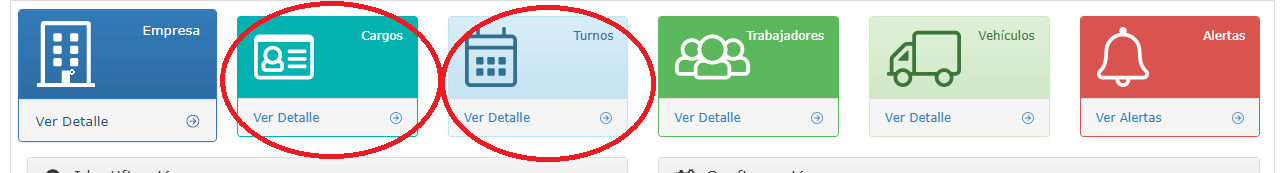 Empresa
Cargos
Turnos
Trabajadores
Vehículos
Alertas
Ver Detalle
Ver Detalle
Ver Detalle
Ver Detalle
Ver Detalle
Ver Alertas